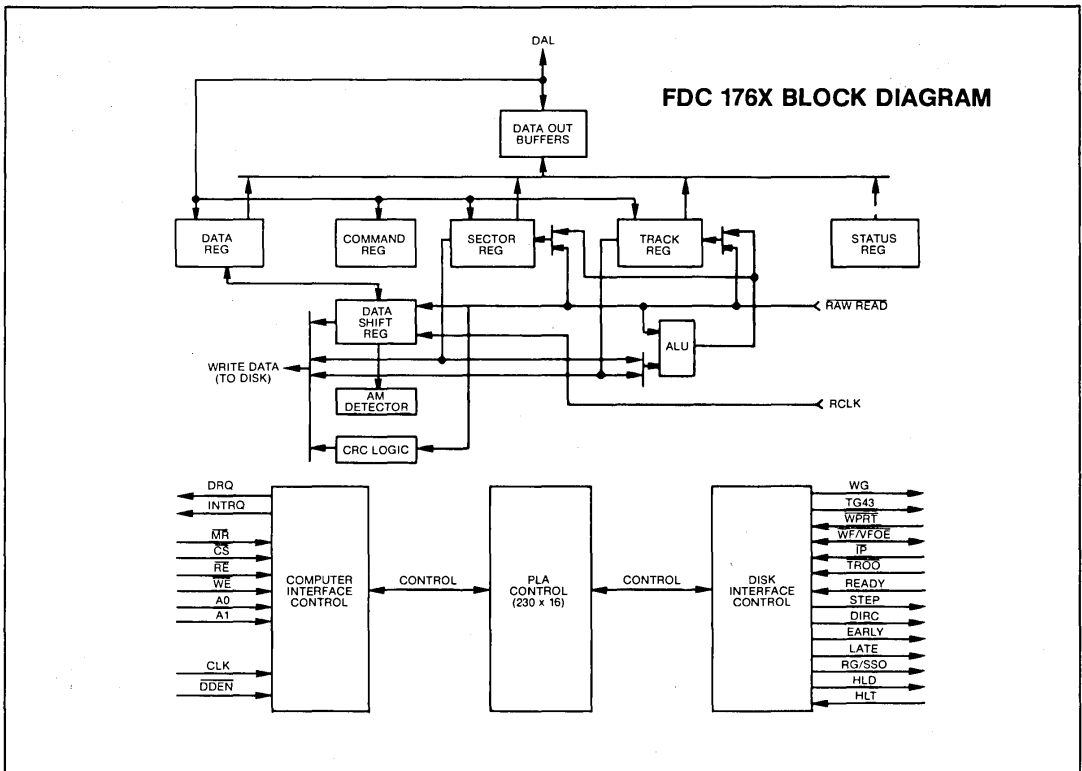 DAL
FDC 176X BLOCK DIAGRAM
DATA OUT
BUFFERS
DATA
REG
COMMAND
REG
SECTOR
REG
TRACK
REG
STATUS
REG
RAW READ
DATA
SHIFT
REG
ALU
WRITE DATA
(TO DISK)
AM
DETECTOR
RCLK
CRC LOGIC
DRQ
INTRQ
MR
CS
RE
WE
A0
A1
CLK
DDEN
COMPUTER
INTERFACE
CONTROL
CONTROL
PLA
CONTROL
(230 x 16)
CONTROL
DISK
INTERFACE
CONTROL
WG
TG43
WPRT
WF/VFOE
IP
TROO
READY
STEP
DIRC
EARLY
LATE
RG/SSO
HLD
HLT